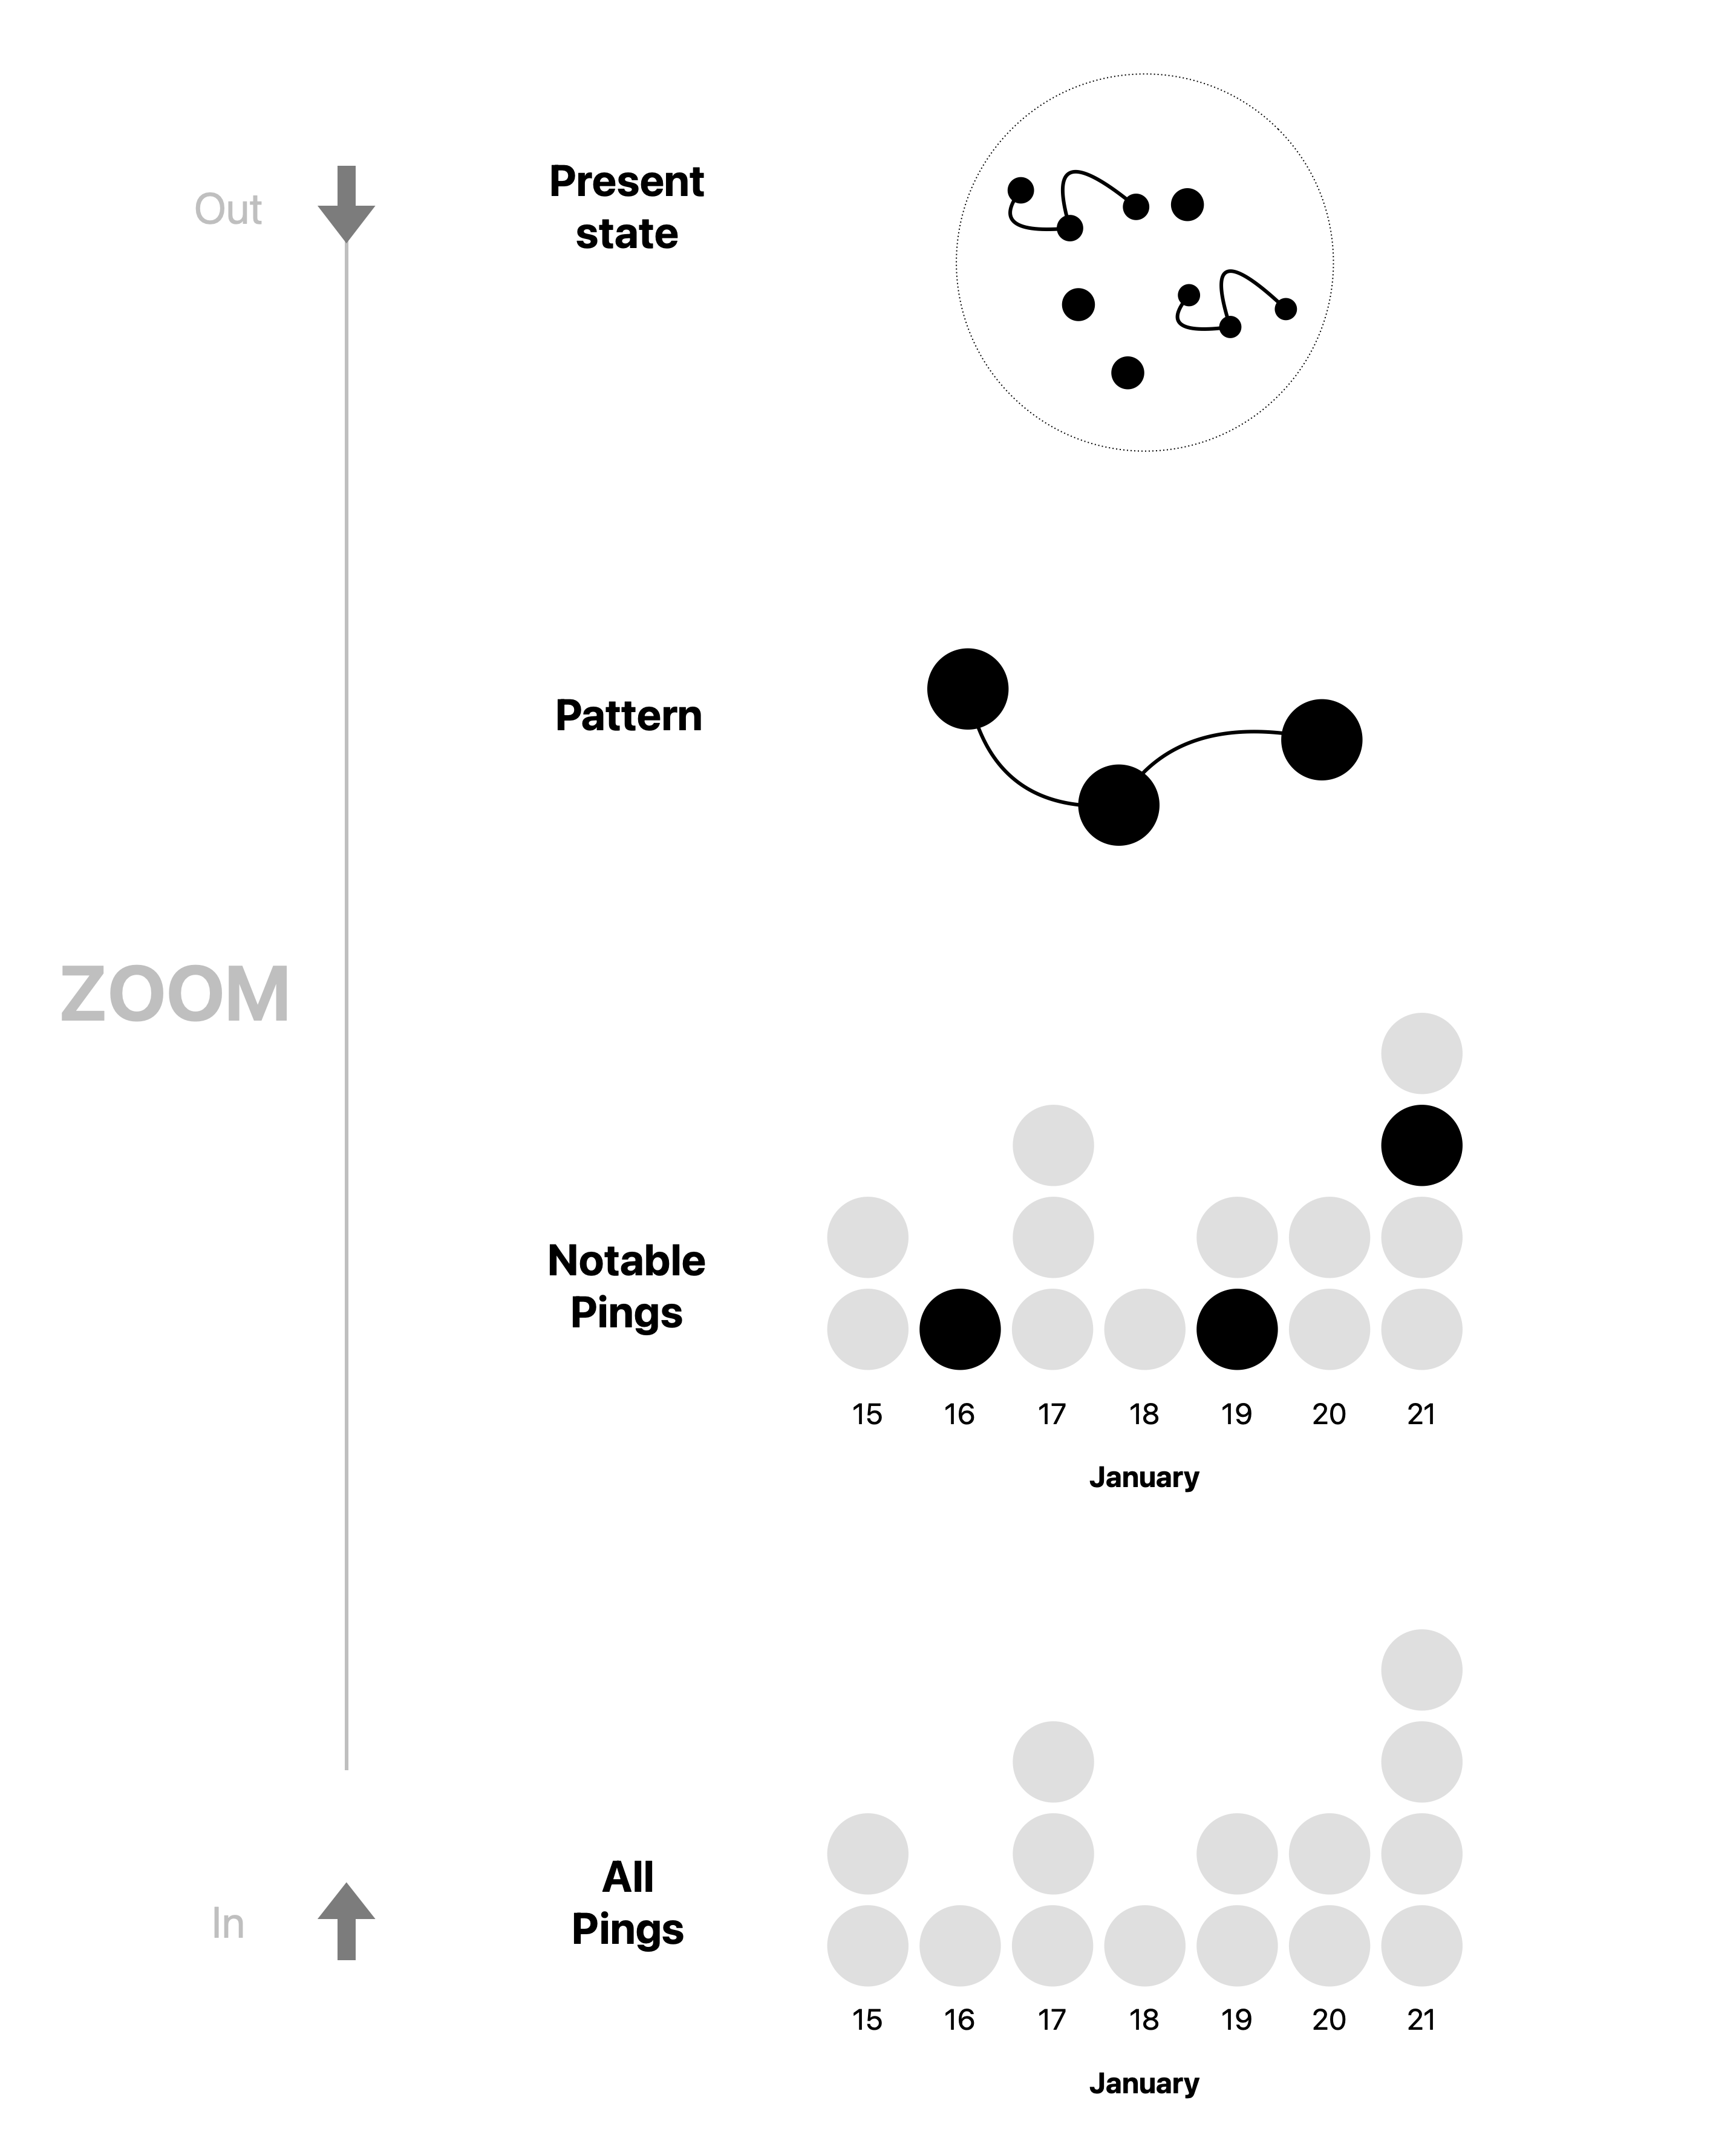 Out
Present
state
Pattern
ZOOM
Notable
Pings
15 16 17 18 19 20 21
January
In
All
Pings
15 16 17 18 19 20 21
January